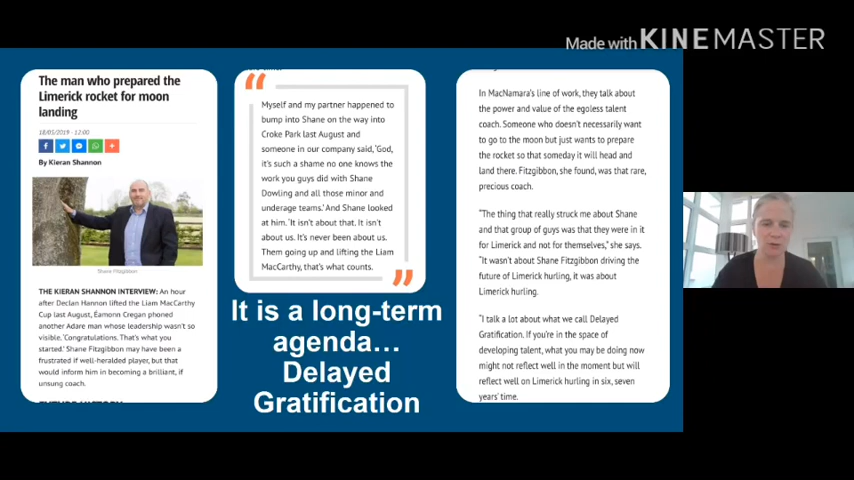 Made with KINEMASTER
The man who prepared the
Limerick rocket for moon
landing
18/05/2019 - 12:00
By Kieran Shannon
Shane Fitzgibbon
THE KIERAN SHANNON INTERVIEW: An hour
after Declan Hannon lifted the Liam MacCarthy
Cup last August, Éamonn Cregan phoned
another Adare man whose leadership wasn't so
visible. 'Congratulations. That's what you
started.' Shane Fitzgibbon may have been a
frustrated if well-heralded player, but that
would inform him in becoming a brilliant, if
unsung coach.
Myself and my partner happened to
bump into Shane on the way into
Croke Park last August and
someone in our company said, 'God,
it's such a shame no one knows the
work you guys did with Shane
Dowling and all those minor and
underage teams.' And Shane looked
at him. 'It isn't about that. It isn't
about us. It's never been about us.
Them going up and lifting the Liam
MacCarthy, that's what counts.
It is a long-term
agenda...
Delayed
Gratification
In MacNamara's line of work, they talk about
the power and value of the egoless talent
coach. Someone who doesn't necessarily want
to go to the moon but just wants to prepare
the rocket so that someday it will head and
land there. Fitzgibbon, she found, was that rare,
precious coach.
"The thing that really struck me about Shane
and that group of guys was that they were in it
for Limerick and not for themselves," she says.
"It wasn't about Shane Fitzgibbon driving the
future of Limerick hurling, it was about
Limerick hurling.
"I talk a lot about what we call Delayed
Gratification. If you're in the space of
developing talent, what you may be doing now
might not reflect well in the moment but will
reflect well on Limerick hurling in six, seven
years' time.